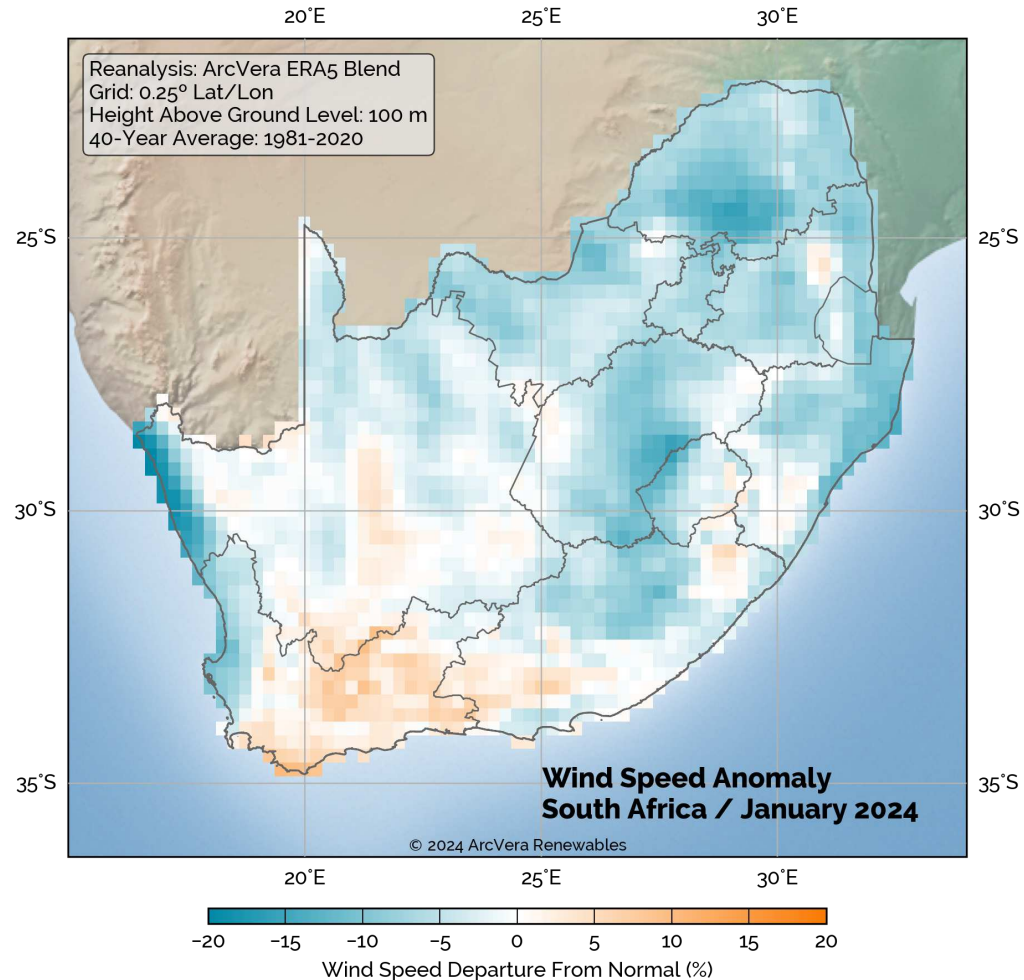 20°E 25°E 30°E
Reanalysis: ArcVera ERA5 Blend
Grid: 0.25º Lat/Lon
Height Above Ground Level: 100 m
40-Year Average: 1981-2020
25°S 25°S
30°S 30°S
35°S 35°S
Wind Speed Anomaly
South Africa / January 2024
© 2024 ArcVera Renewables
20°E 25°E 30°E
−20 −15 −10 −5 0 5 10 15 20
Wind Speed Departure From Normal (%)